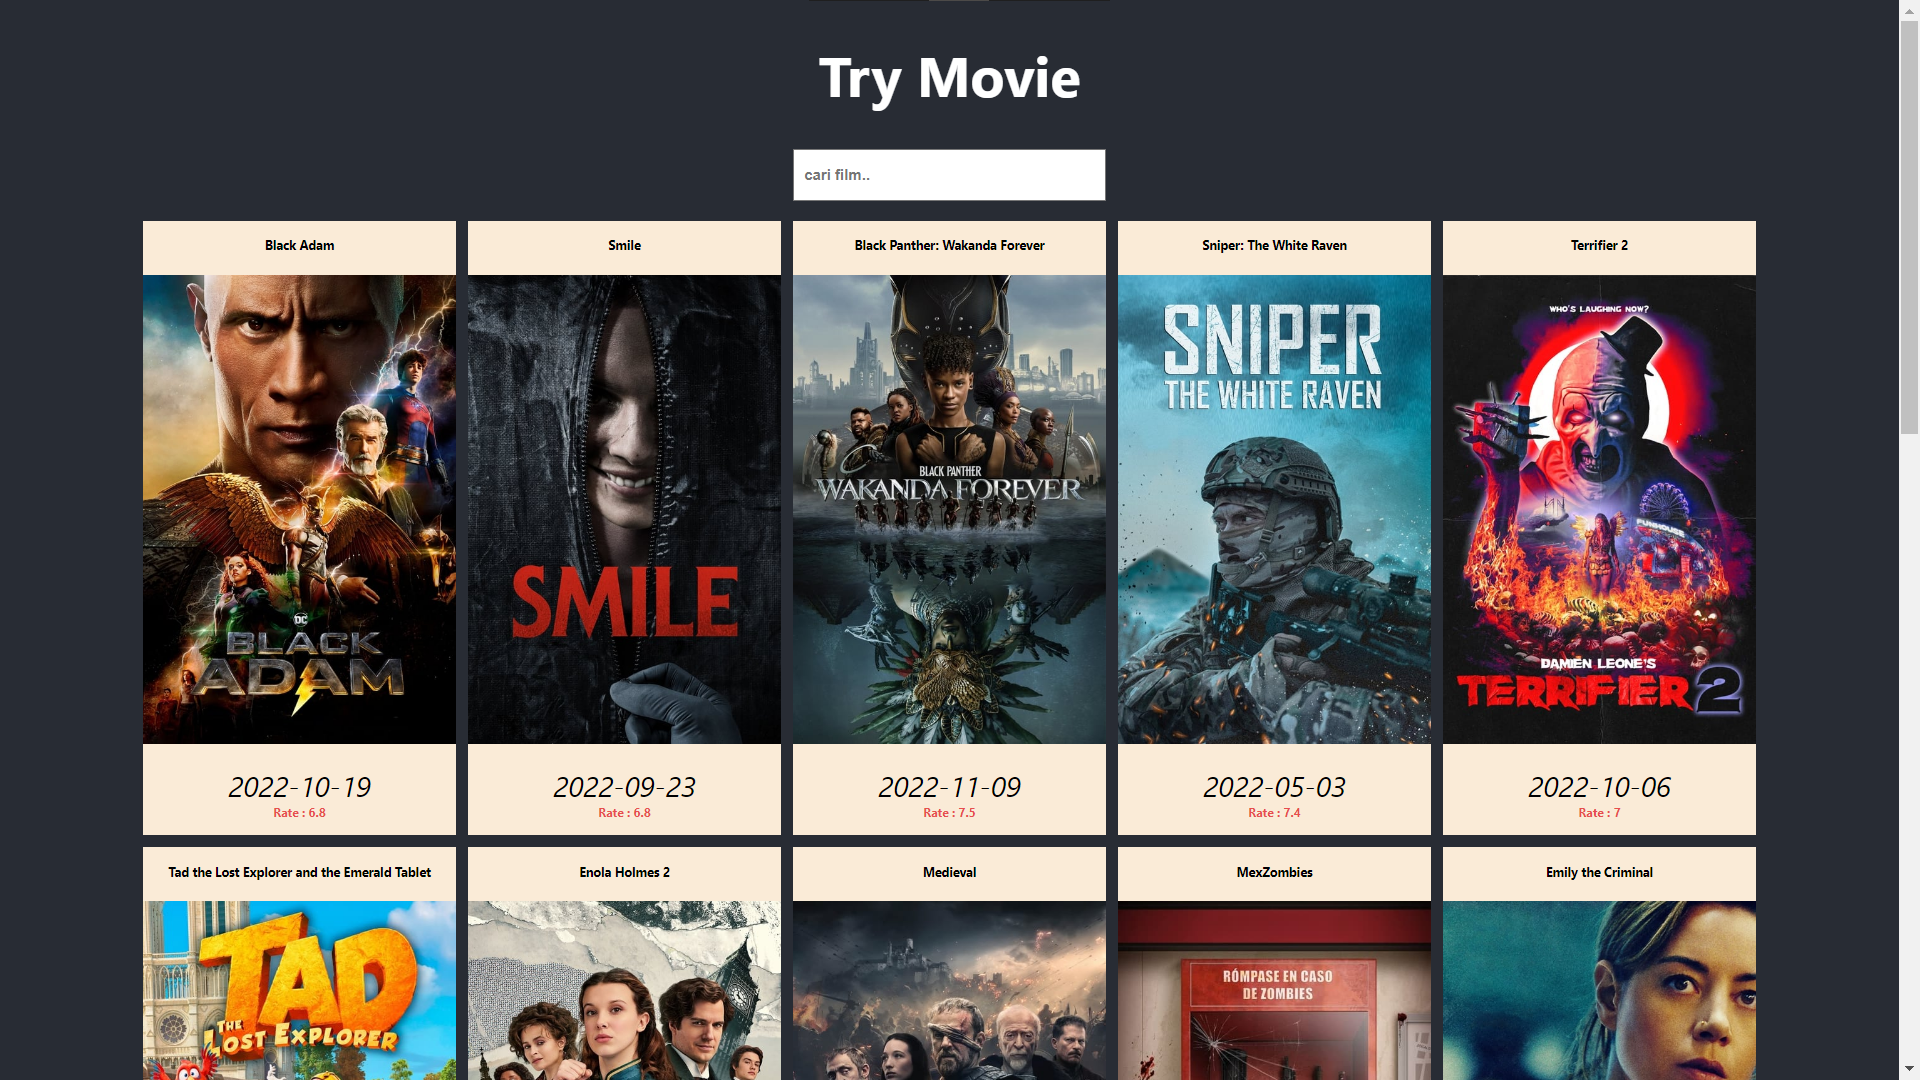 Try Movie
cari film..
Black Adam
Smile
Black Panther: Wakanda Forever
Sniper: The White Raven
Terrifier 2
DC
BLACK
ADAM
SMILE
BLACK PANTHER
WAKANDA FOREVER
SNIPER
THE WHITE RAVEN
WHO'S LAUGHING NOW?
FUNHOUSE
DAMIEN LEONE'S
TERRIFIER 2
2022-10-19
Rate : 6.8
2022-09-23
Rate : 6.8
2022-11-09
Rate : 7.5
2022-05-03
Rate : 7.4
2022-10-06
Rate : 7
Tad the Lost Explorer and the Emerald Tablet
Enola Holmes 2
Medieval
MexZombies
Emily the Criminal
TAD
THE
LOST EXPLORER
RÓMPASE EN CASO
DE ZOMBIES